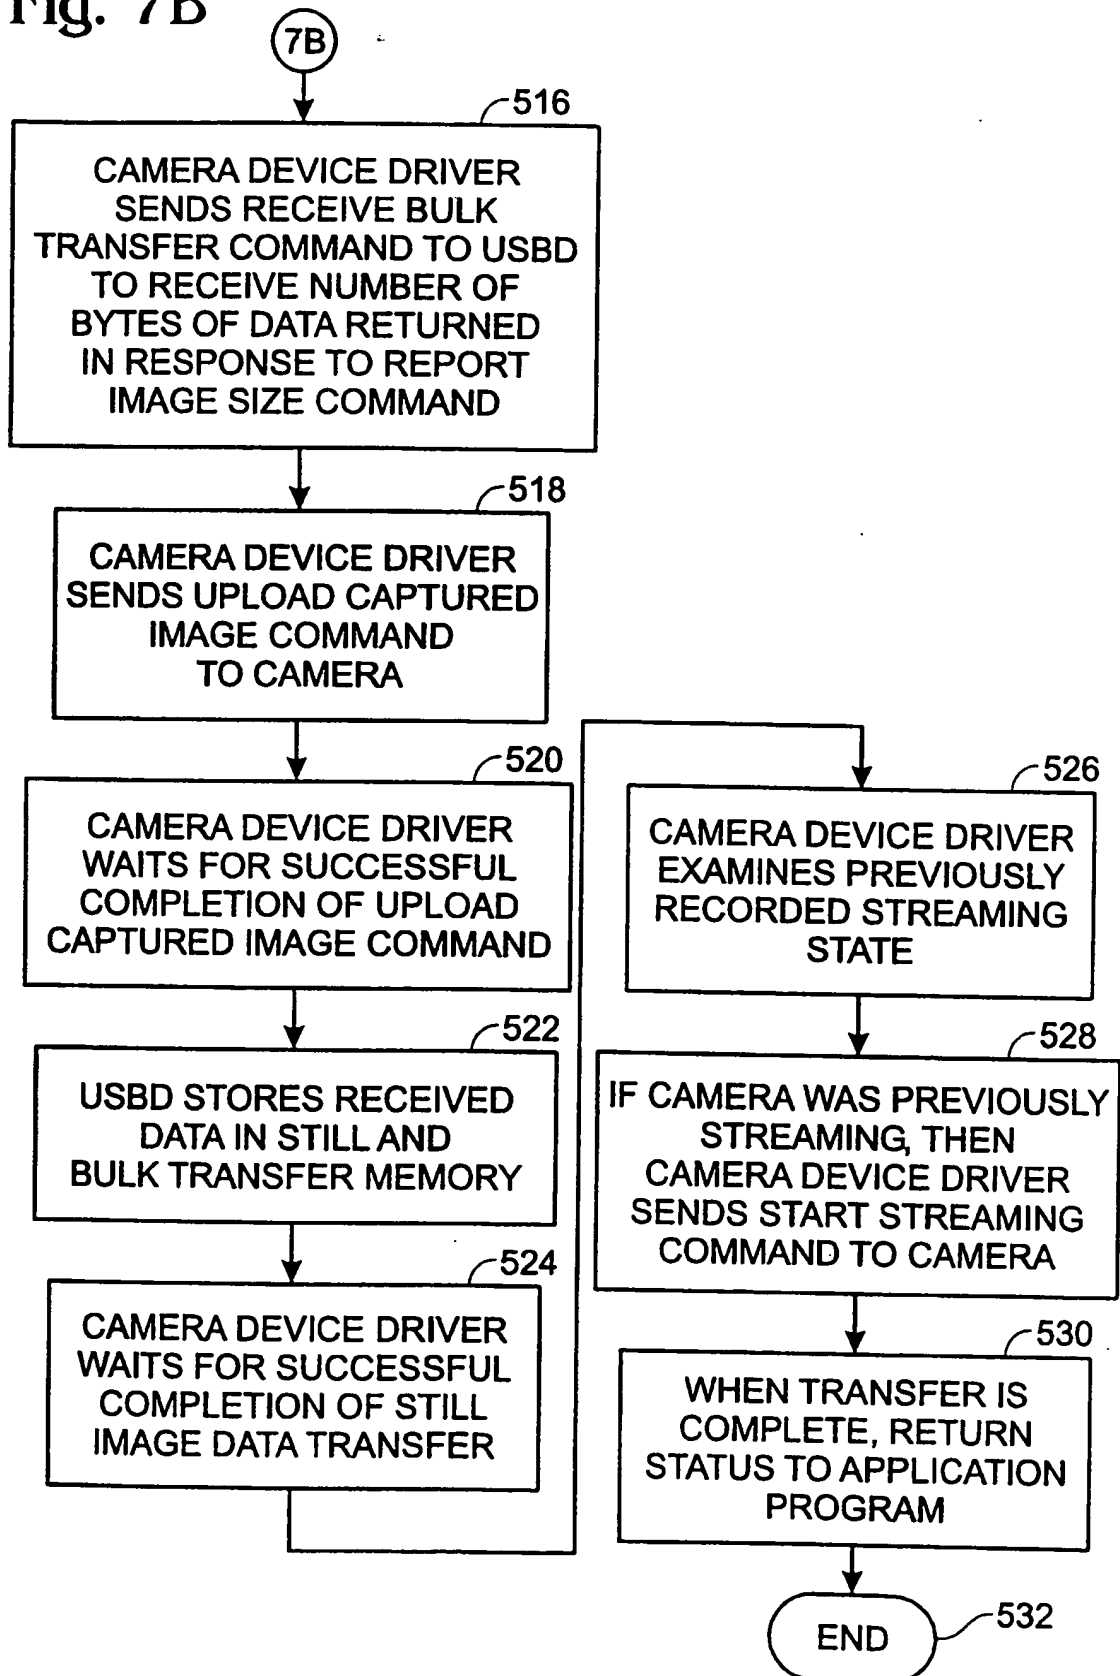 Fig. 7B
7B
516
CAMERA DEVICE DRIVER
SENDS RECEIVE BULK
TRANSFER COMMAND TO USBD
TO RECEIVE NUMBER OF
BYTES OF DATA RETURNED
IN RESPONSE TO REPORT
IMAGE SIZE COMMAND
518
CAMERA DEVICE DRIVER
SENDS UPLOAD CAPTURED
IMAGE COMMAND
TO CAMERA
520
CAMERA DEVICE DRIVER
WAITS FOR SUCCESSFUL
COMPLETION OF UPLOAD
CAPTURED IMAGE COMMAND
522
USBD STORES RECEIVED
DATA IN STILL AND
BULK TRANSFER MEMORY
524
CAMERA DEVICE DRIVER
WAITS FOR SUCCESSFUL
COMPLETION OF STILL
IMAGE DATA TRANSFER
526
CAMERA DEVICE DRIVER
EXAMINES PREVIOUSLY
RECORDED STREAMING
STATE
528
IF CAMERA WAS PREVIOUSLY
STREAMING, THEN
CAMERA DEVICE DRIVER
SENDS START STREAMING
COMMAND TO CAMERA
530
WHEN TRANSFER IS
COMPLETE, RETURN
STATUS TO APPLICATION
PROGRAM
END
532